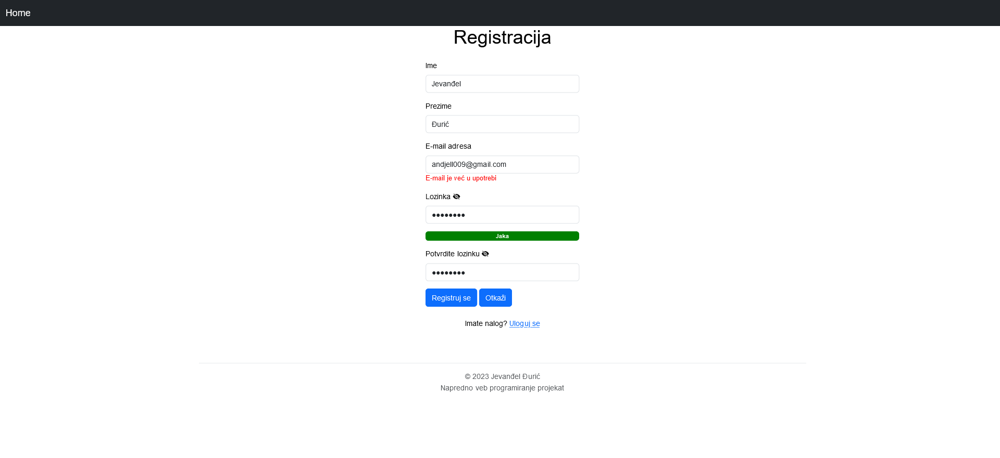 Home
Registracija
Ime
Jevanđel
Prezime
Đurić
E-mail adresa
andjell009@gmail.com
E-mail je već u upotrebi
Lozinka
●●●●●●●●
Jaka
Potvrdite lozinku
●●●●●●●●
Registruj se Otkaži
Imate nalog? Uloguj se
© 2023 Jevanđel Đurić
Napredno veb programiranje projekat